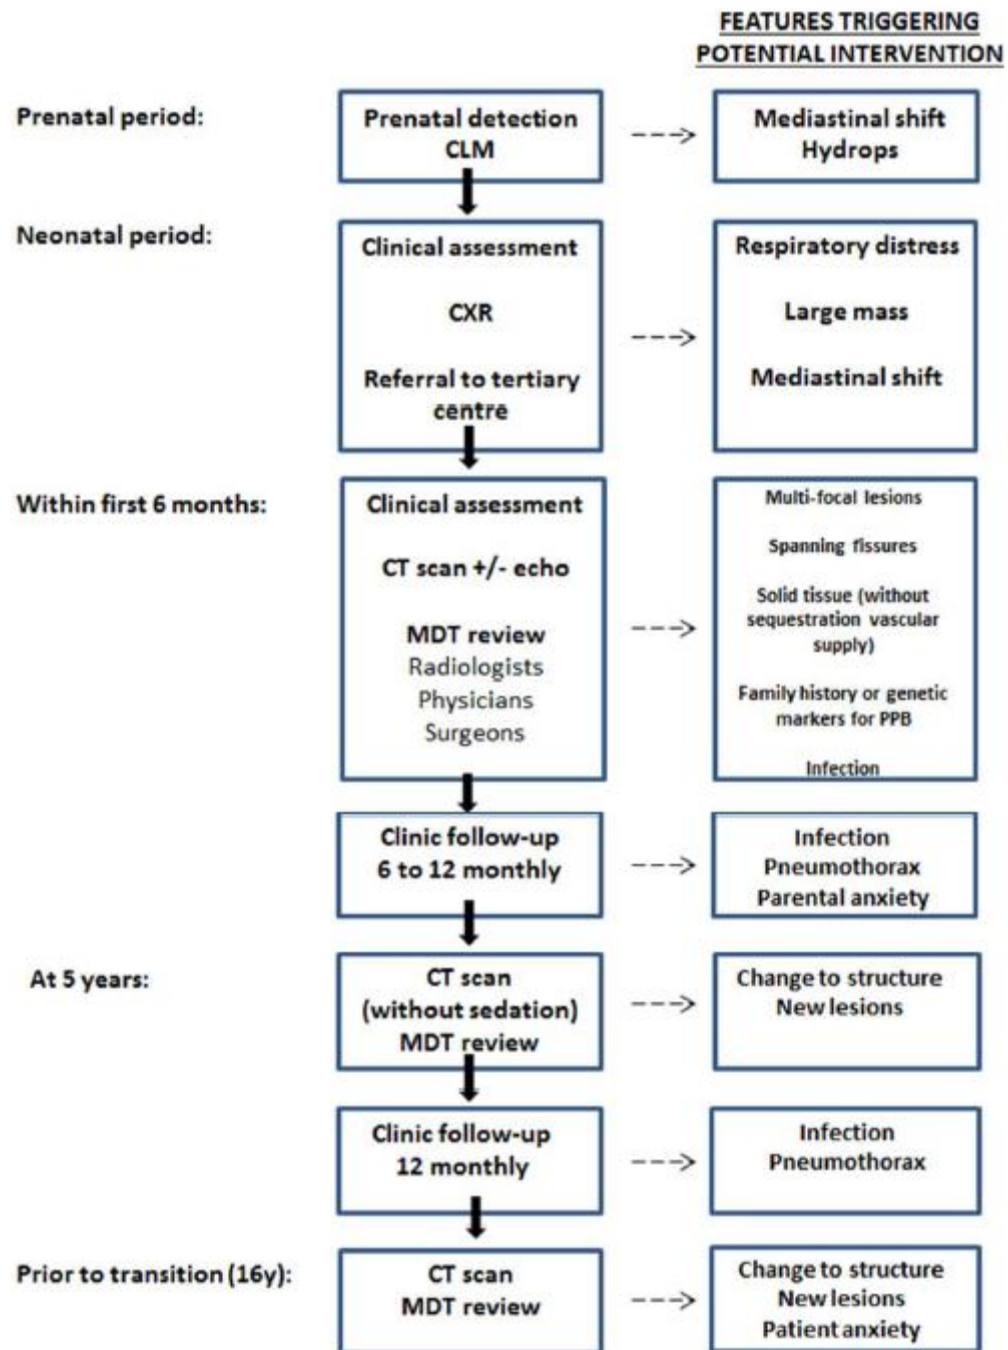 FEATURES TRIGGERING
POTENTIAL INTERVENTION
Prenatal period:
Prenatal detection
CLM
Mediastinal shift
Hydrops
Neonatal period:
Clinical assessment
CXR
Referral to tertiary
centre
Respiratory distress
Large mass
Mediastinal shift
Within first 6 months:
Clinical assessment
CT scan +/- echo
MDT review
Radiologists
Physicians
Surgeons
Multi-focal lesions
Spanning fissures
Solid tissue (without
sequestration vascular
supply)
Family history or genetic
markers for PPB
Infection
Clinic follow-up
6 to 12 monthly
Infection
Pneumothorax
Parental anxiety
At 5 years:
CT scan
(without sedation)
MDT review
Change to structure
New lesions
Clinic follow-up
12 monthly
Infection
Pneumothorax
Prior to transition (16y):
CT scan
MDT review
Change to structure
New lesions
Patient anxiety